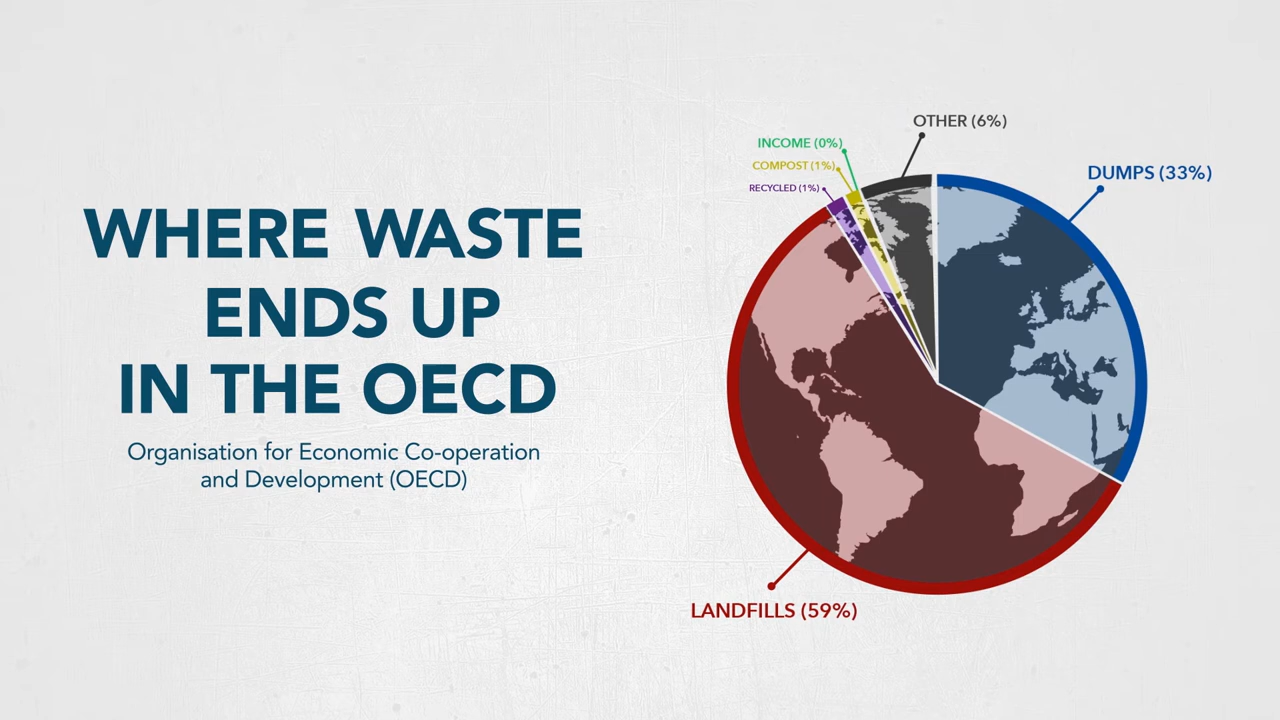 WHERE WASTE
ENDS UP
IN THE OECD
Organisation for Economic Co-operation
and Development (OECD)
OTHER (6%)
INCOME (0%)
COMPOST (1%)
RECYCLED (1%)
DUMPS (33%)
LANDFILLS (59%)